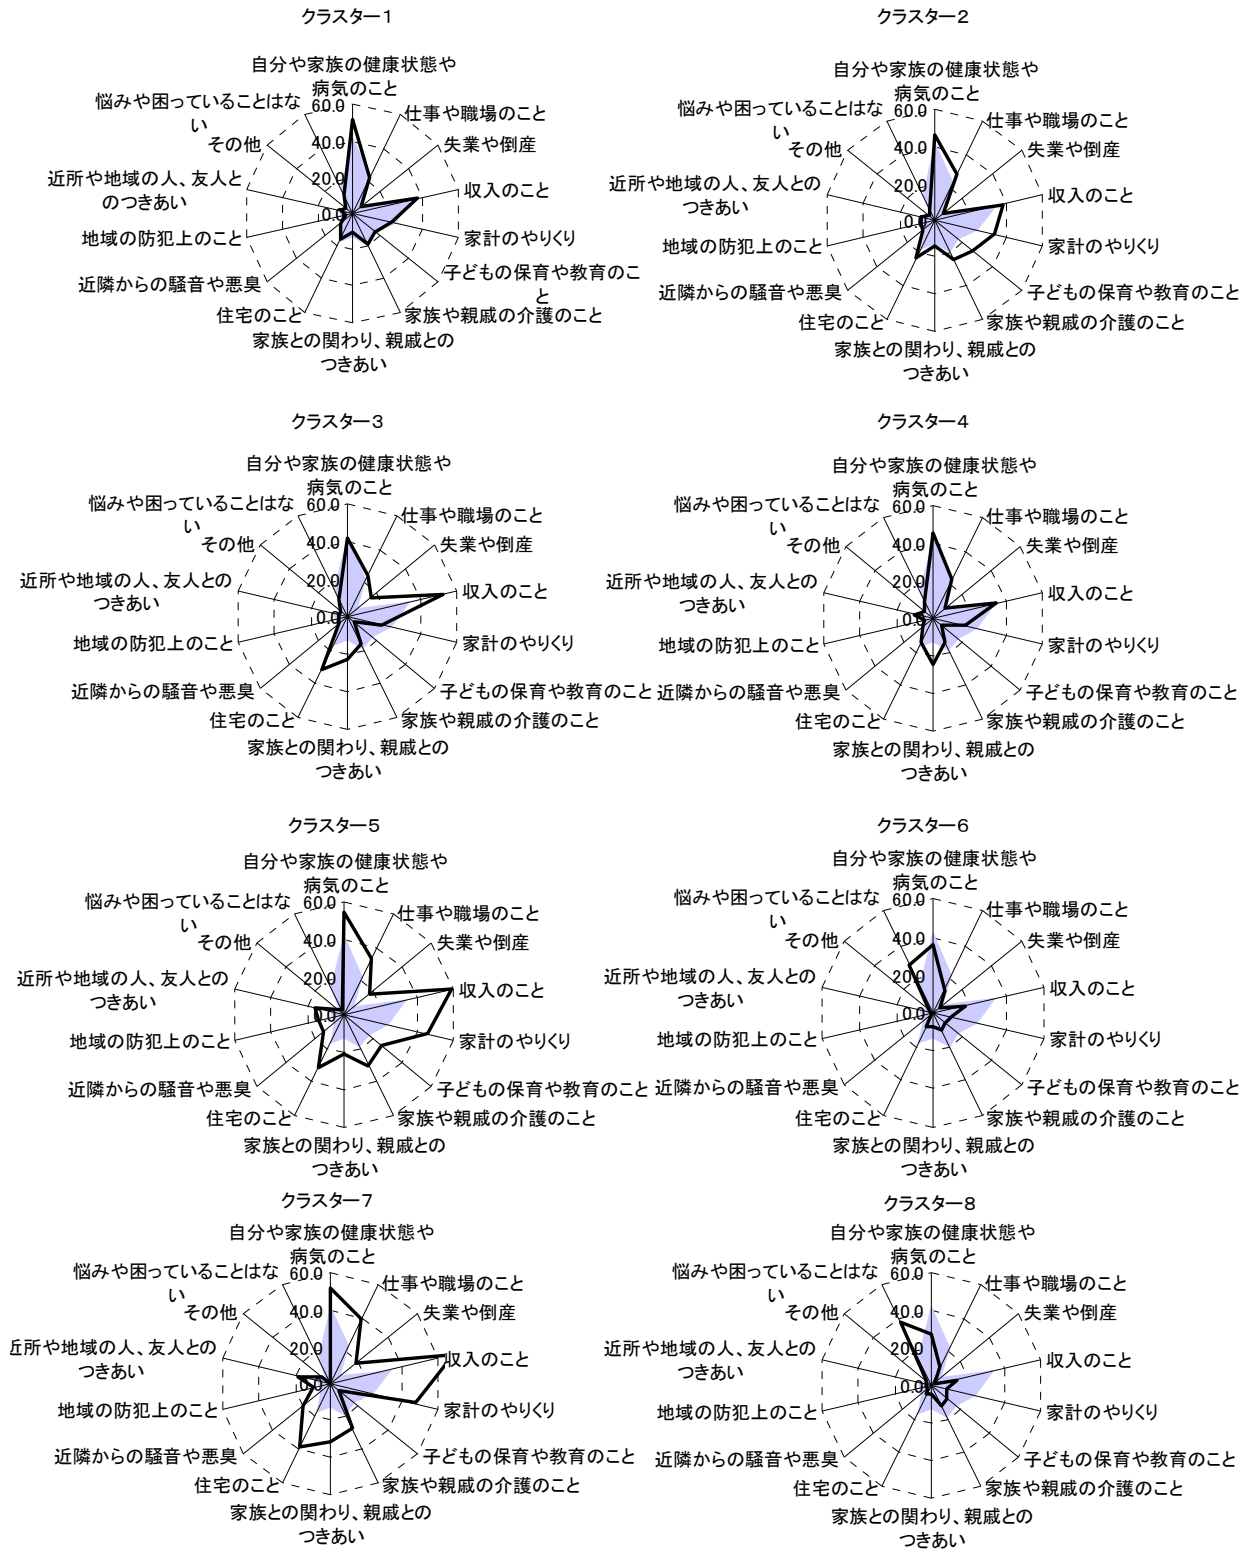 クラスター１
自分や家族の健康状態や
病気のこと
仕事や職場のこと
失業や倒産
収入のこと
家計のやりくり
子どもの保育や教育のこ
と
家族や親戚の介護のこと
家族との関わり、親戚との
つきあい
住宅のこと
近隣からの騒音や悪臭
地域の防犯上のこと
近所や地域の人、友人と
のつきあい
その他
悩みや困っていることはな
い
60.0
40.0
20.0
0.0
クラスター２
自分や家族の健康状態や
病気のこと
仕事や職場のこと
失業や倒産
収入のこと
家計のやりくり
子どもの保育や教育のこと
家族や親戚の介護のこと
家族との関わり、親戚との
つきあい
住宅のこと
近隣からの騒音や悪臭
地域の防犯上のこと
近所や地域の人、友人との
つきあい
その他
悩みや困っていることはな
い
60.0
40.0
20.0
0.0
クラスター３
自分や家族の健康状態や
病気のこと
仕事や職場のこと
失業や倒産
収入のこと
家計のやりくり
子どもの保育や教育のこと
家族や親戚の介護のこと
家族との関わり、親戚との
つきあい
住宅のこと
近隣からの騒音や悪臭
地域の防犯上のこと
近所や地域の人、友人との
つきあい
その他
悩みや困っていることはな
い
60.0
40.0
20.0
0.0
クラスター４
自分や家族の健康状態や
病気のこと
仕事や職場のこと
失業や倒産
収入のこと
家計のやりくり
子どもの保育や教育のこと
家族や親戚の介護のこと
家族との関わり、親戚との
つきあい
住宅のこと
近隣からの騒音や悪臭
地域の防犯上のこと
近所や地域の人、友人との
つきあい
その他
悩みや困っていることはな
い
60.0
40.0
20.0
0.0
クラスター５
自分や家族の健康状態や
病気のこと
仕事や職場のこと
失業や倒産
収入のこと
家計のやりくり
子どもの保育や教育のこと
家族や親戚の介護のこと
家族との関わり、親戚との
つきあい
住宅のこと
近隣からの騒音や悪臭
地域の防犯上のこと
近所や地域の人、友人との
つきあい
その他
悩みや困っていることはな
い
60.0
40.0
20.0
0.0
クラスター６
自分や家族の健康状態や
病気のこと
仕事や職場のこと
失業や倒産
収入のこと
家計のやりくり
子どもの保育や教育のこと
家族や親戚の介護のこと
家族との関わり、親戚との
つきあい
住宅のこと
近隣からの騒音や悪臭
地域の防犯上のこと
近所や地域の人、友人との
つきあい
その他
悩みや困っていることはな
い
60.0
40.0
20.0
0.0
クラスター７
自分や家族の健康状態や
病気のこと
仕事や職場のこと
失業や倒産
収入のこと
家計のやりくり
子どもの保育や教育のこと
家族や親戚の介護のこと
家族との関わり、親戚との
つきあい
住宅のこと
近隣からの騒音や悪臭
地域の防犯上のこと
近所や地域の人、友人との
つきあい
その他
悩みや困っていることはな
い
60.0
40.0
20.0
0.0
クラスター８
自分や家族の健康状態や
病気のこと
仕事や職場のこと
失業や倒産
収入のこと
家計のやりくり
子どもの保育や教育のこと
家族や親戚の介護のこと
家族との関わり、親戚との
つきあい
住宅のこと
近隣からの騒音や悪臭
地域の防犯上のこと
近所や地域の人、友人との
つきあい
その他
悩みや困っていることはな
い
60.0
40.0
20.0
0.0